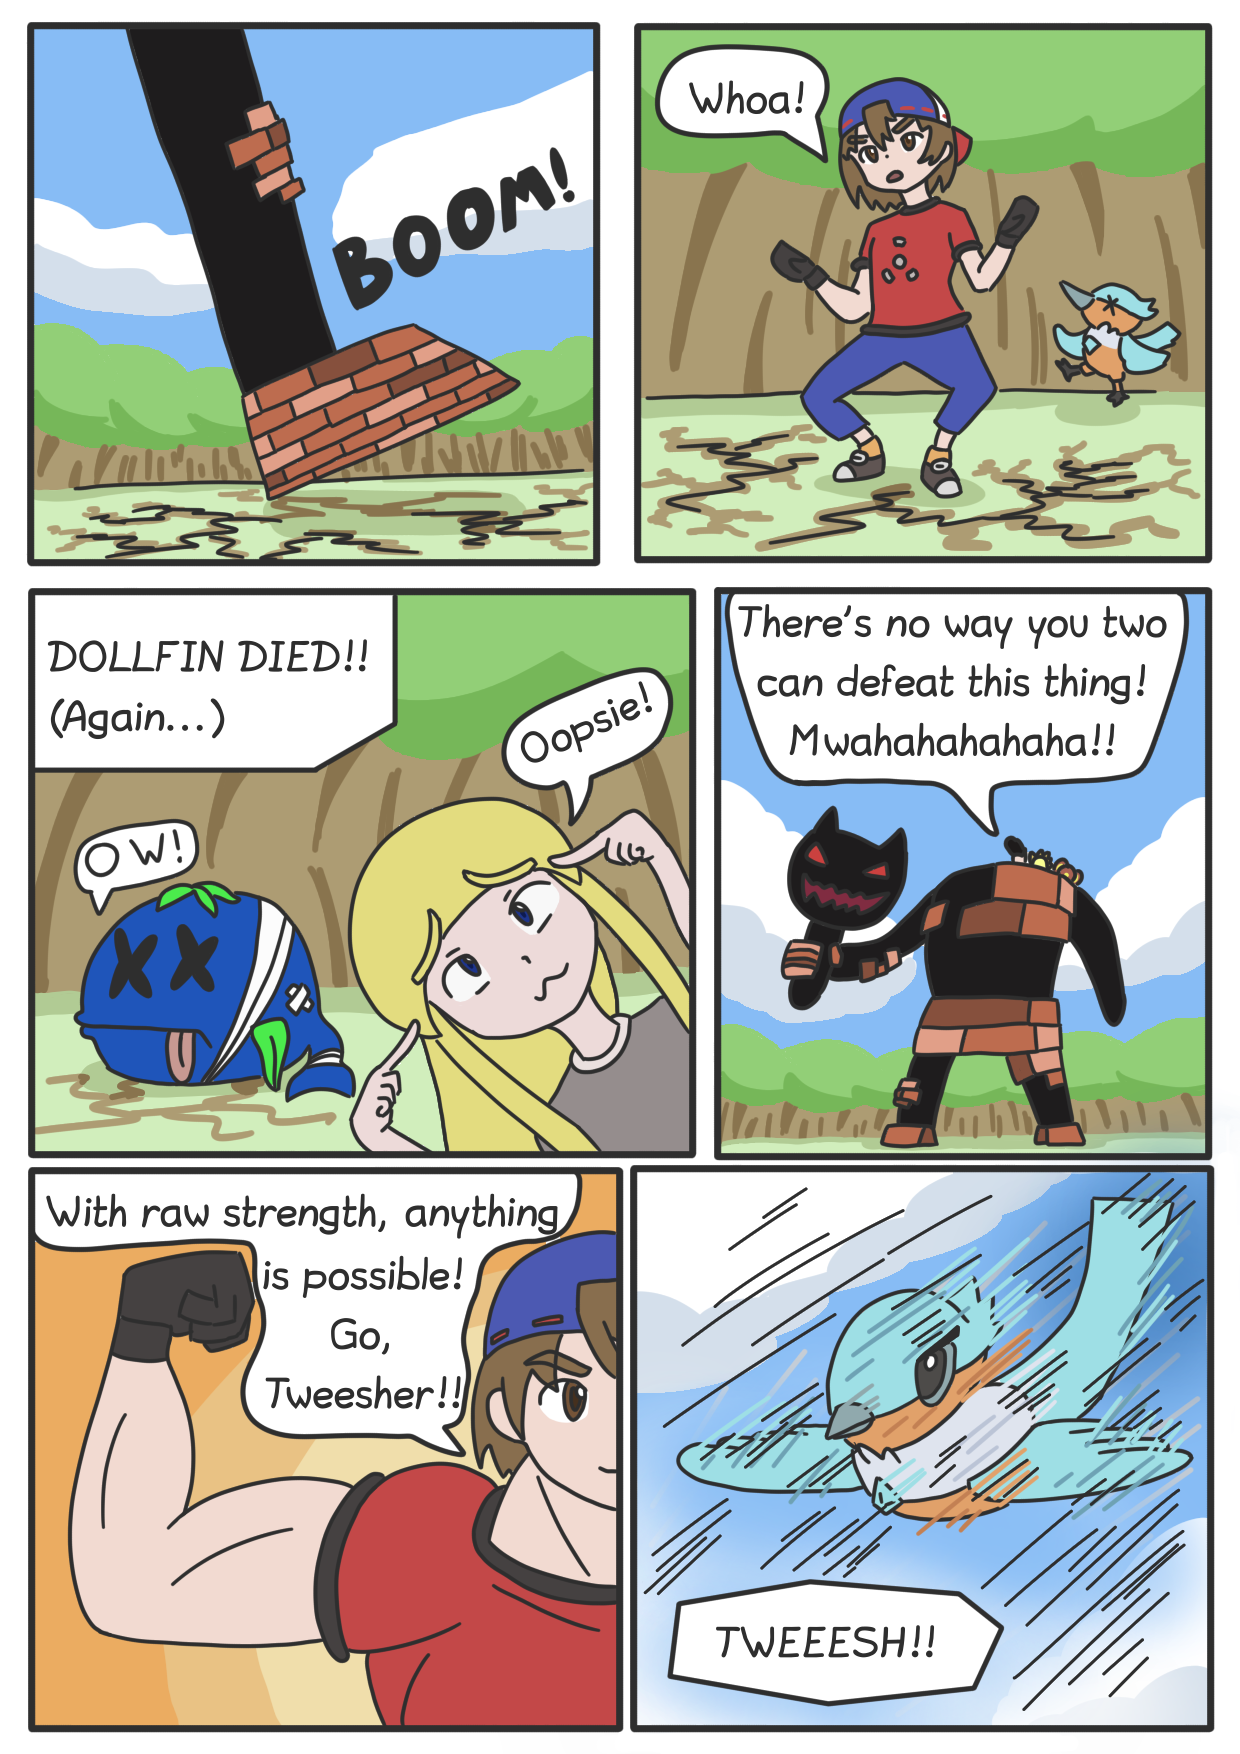 BOOM!
Whoa!
DOLLFIN DIED!!
(Again...)
Oopsie!
OW!
There's no way you two
can defeat this thing!
Mwahahahahaha!!
With raw strength, anything
is possible!
Go,
Tweesher!!
TWEEESH!!